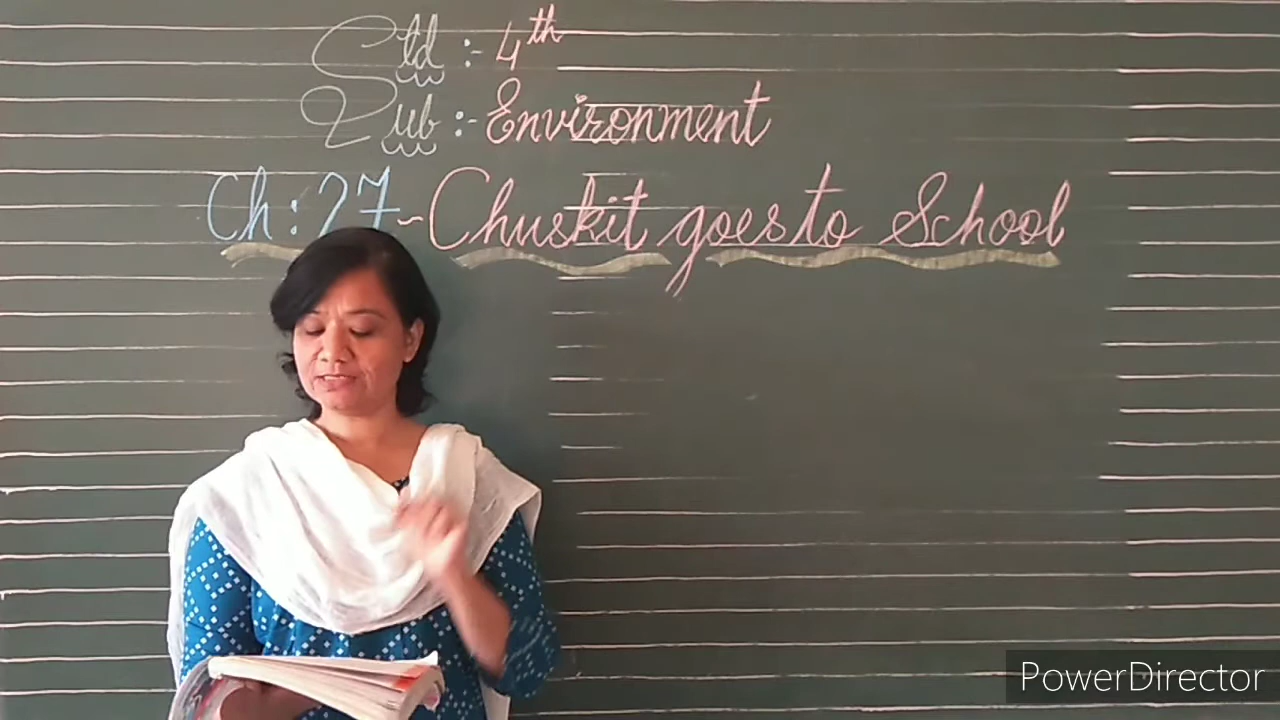 Std :- 4th
Sub :- Environment
Ch : 27 - Chuskit goes to School
PowerDirector